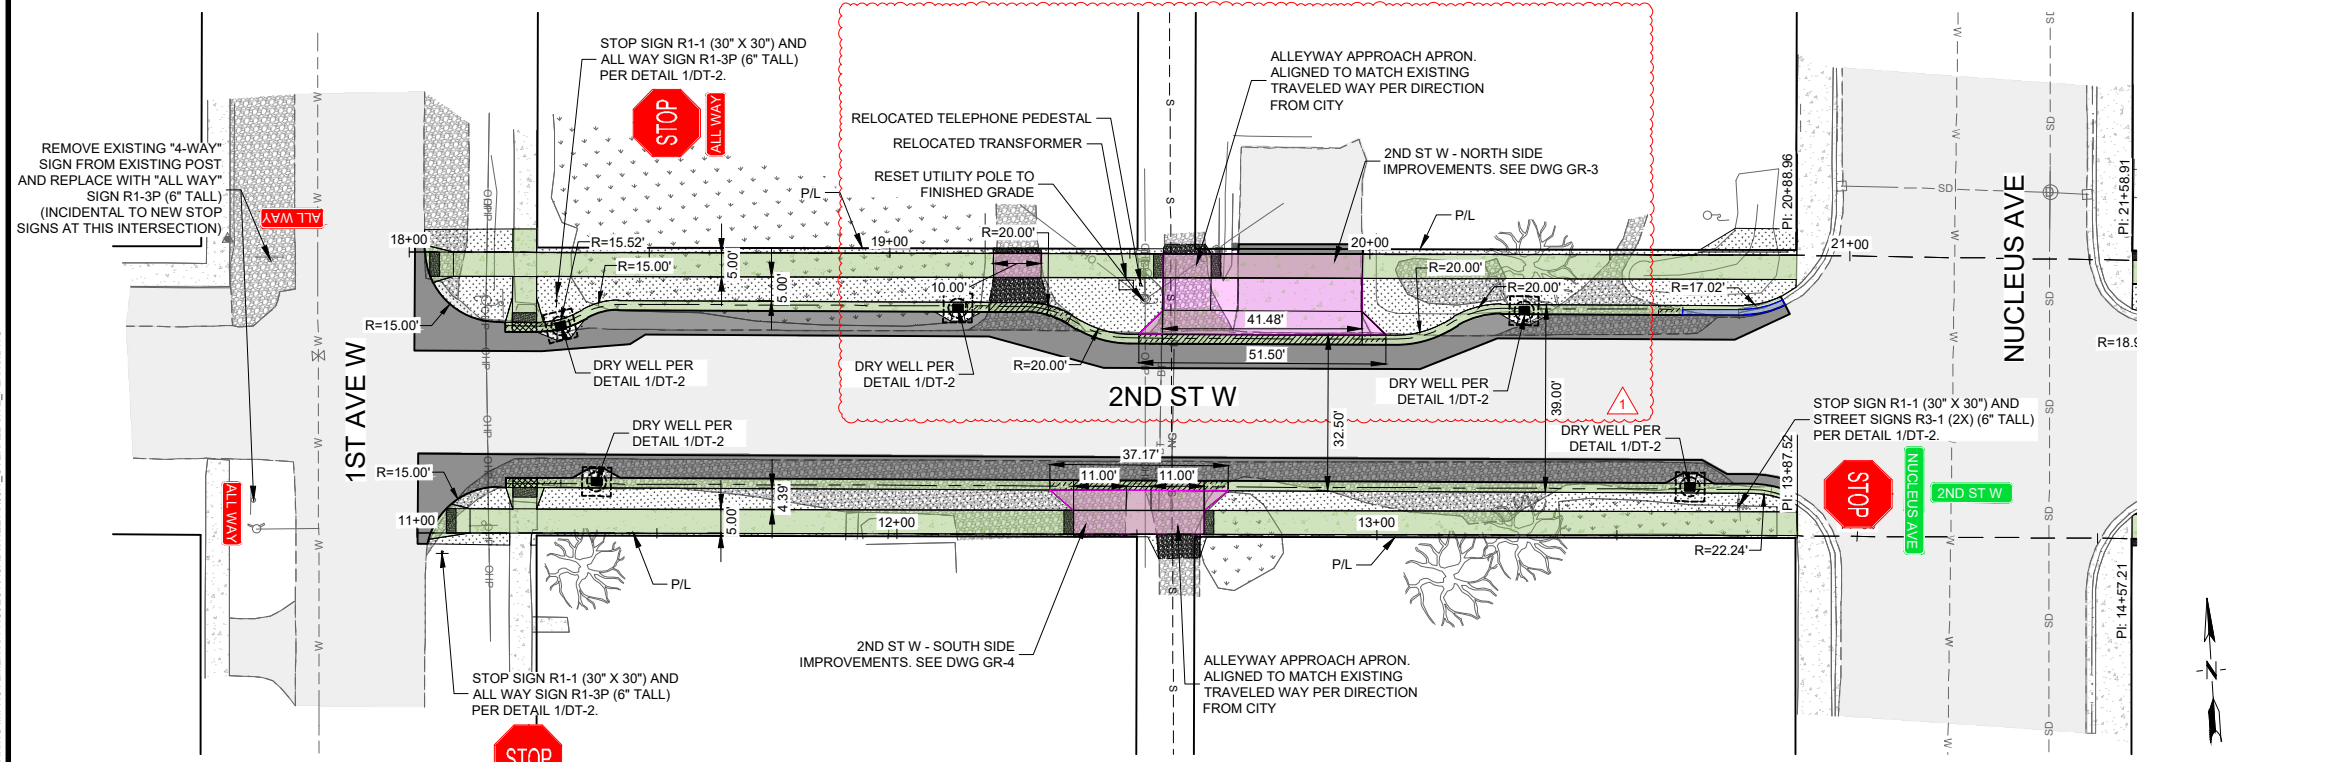 STOP SIGN R1-1 (30" X 30") AND
ALL WAY SIGN R1-3P (6" TALL)
PER DETAIL 1/DT-2.
STOP
ALL WAY
REMOVE EXISTING "4-WAY"
SIGN FROM EXISTING POST
AND REPLACE WITH "ALL WAY"
SIGN R1-3P (6" TALL)
(INCIDENTAL TO NEW STOP
SIGNS AT THIS INTERSECTION)
ALL WAY
RELOCATED TELEPHONE PEDESTAL
RELOCATED TRANSFORMER
RESET UTILITY POLE TO
FINISHED GRADE
ALLEYWAY APPROACH APRON.
ALIGNED TO MATCH EXISTING
TRAVELED WAY PER DIRECTION
FROM CITY
2ND ST W - NORTH SIDE
IMPROVEMENTS. SEE DWG GR-3
P/L
P/L
PI: 20+88.96
PI: 21+58.91
NUCLEUS AVE
18+00
R=15.52'
19+00
R=20.00'
20+00
21+00
R=15.00'
5.00'
5.00'
10.00'
R=20.00'
R=20.00'
R=17.02'
R=15.00'
41.48'
51.50'
R=20.00'
DRY WELL PER
DETAIL 1/DT-2
DRY WELL PER
DETAIL 1/DT-2
DRY WELL PER
DETAIL 1/DT-2
1ST AVE W
2ND ST W
32.50'
39.00'
1
STOP SIGN R1-1 (30" X 30") AND
STREET SIGNS R3-1 (2X) (6" TALL)
PER DETAIL 1/DT-2.
DRY WELL PER
DETAIL 1/DT-2
DRY WELL PER
DETAIL 1/DT-2
PI: 13+87.52
STOP
NUCLEUS AVE
2ND ST W
R=15.00'
37.17'
11.00'
11.00'
4.39'
5.00'
ALL WAY
11+00
12+00
13+00
R=22.24'
P/L
P/L
PI: 14+57.21
2ND ST W - SOUTH SIDE
IMPROVEMENTS. SEE DWG GR-4
ALLEYWAY APPROACH APRON.
ALIGNED TO MATCH EXISTING
TRAVELED WAY PER DIRECTION
FROM CITY
STOP SIGN R1-1 (30" X 30") AND
ALL WAY SIGN R1-3P (6" TALL)
PER DETAIL 1/DT-2.
STOP
W
W
W
W
W
OHP
OHP
OHP
S
S
S
SD
SD
SD
SD
SD
N